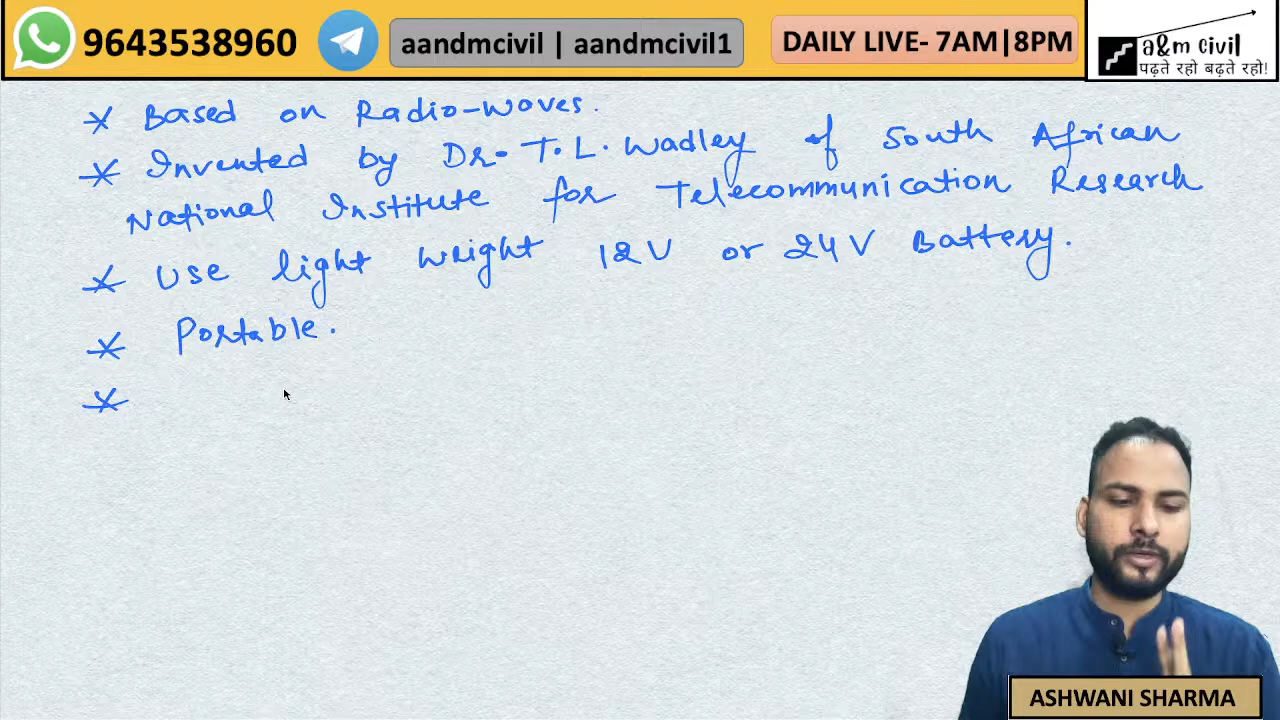 9643538960
aandmcivil | aandmcivil1
DAILY LIVE- 7AM|8PM
a&m civil
पढ़ते रहो बढ़ते रहो!
* Based on Radio-waves.
* Invented by Dr. T.L. Wadley of South African
National Institute for Telecommunication Research
* Use light weight 12V or 24V Battery.
* Portable.
*
ASHWANI SHARMA